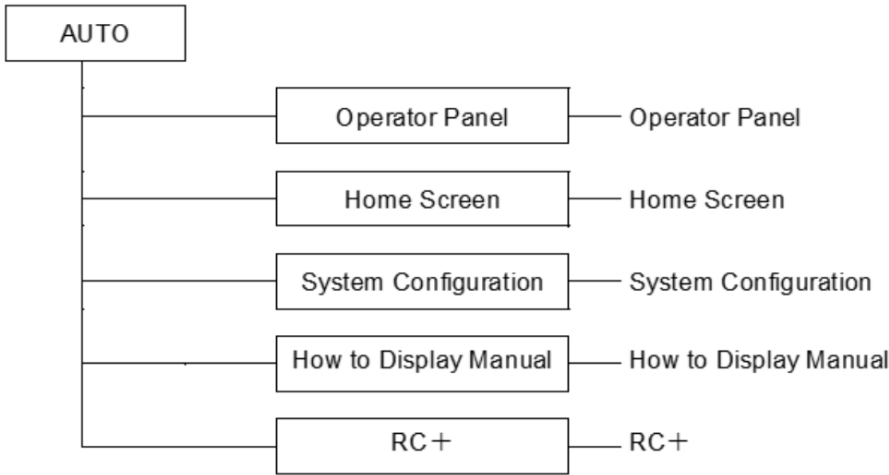 AUTO
Operator Panel Operator Panel
Home Screen Home Screen
System Configuration System Configuration
How to Display Manual How to Display Manual
RC+ RC+